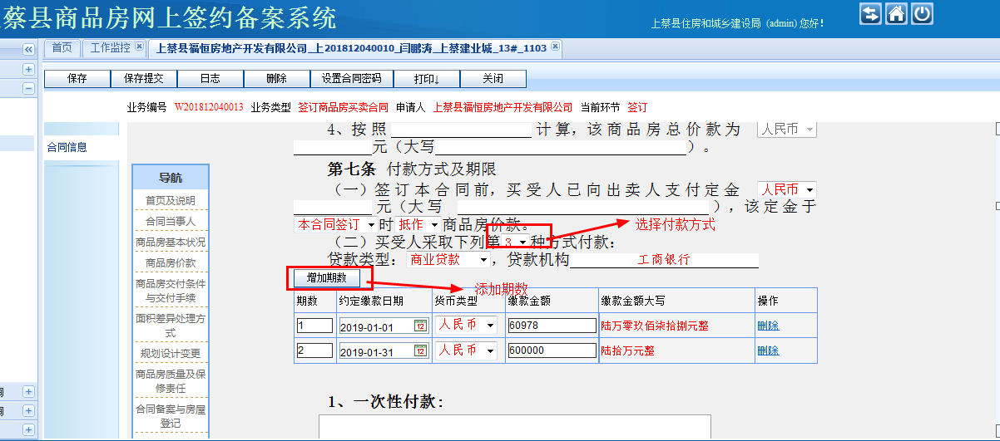 上蔡县商品房网上签约备案系统
上蔡县住房和城乡建设局 (admin) 您好！
首页 工作监控 上蔡县福恒房地产开发有限公司_上201812040010_闫鹏涛_上蔡建业城_13#_1103
保存 保存提交 日志 删除 设置合同密码 打印↓ 关闭
业务编号 W201812040013 业务类型 签订商品房买卖合同 申请人 上蔡县福恒房地产开发有限公司 当前环节 签订
合同信息
导航
首页及说明
合同当事人
商品房基本状况
商品房价款
商品房交付条件
与交付手续
面积差异处理方
式
规划设计变更
商品房质量及保
修责任
合同备案与房屋
登记
4、按照 计算，该商品房总价款为 人民币
元（大写 ）。
第七条 付款方式及期限
（一）签订本合同前，买受人已向出卖人支付定金 人民币
元（大写 ），该定金于
本合同签订 时 抵作 商品房价款。
选择付款方式
（二）买受人采取下列第 3 种方式付款：
贷款类型： 商业贷款 ，贷款机构 工商银行
增加期数
添加期数
期数 约定缴款日期 货币类型 缴款金额 缴款金额大写 操作
1 2019-01-01 人民币 60978 陆万零玖佰柒拾捌元整 删除
2 2019-01-31 人民币 600000 陆拾万元整 删除
1、一次性付款：